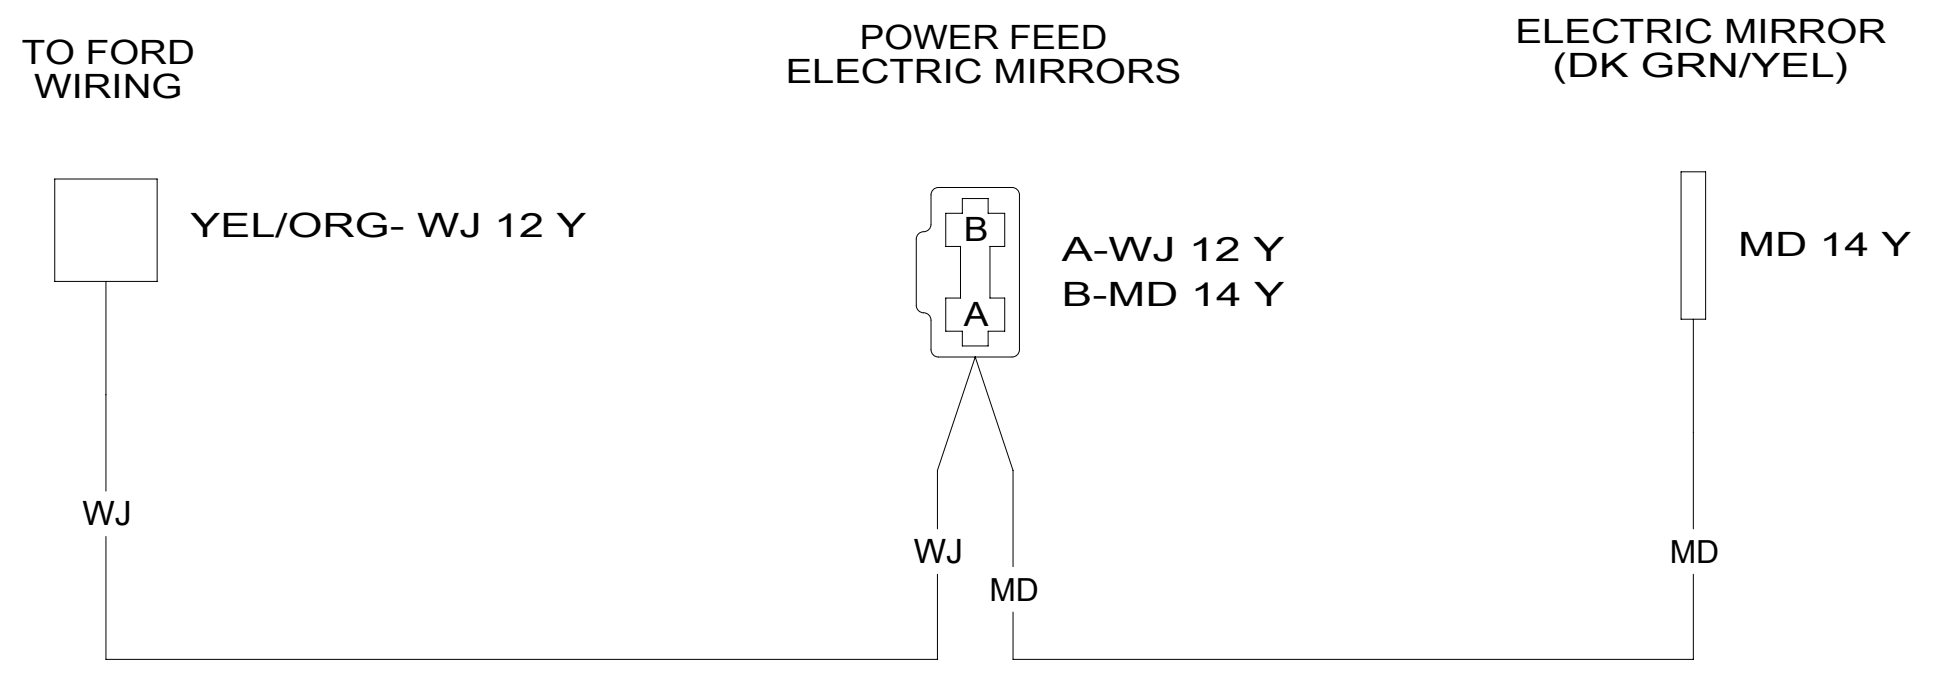 TO FORD
WIRING
POWER FEED
ELECTRIC MIRRORS
ELECTRIC MIRROR
(DK GRN/YEL)
YEL/ORG- WJ 12 Y
B
A
A-WJ 12 Y
B-MD 14 Y
MD 14 Y
WJ
WJ
MD
MD